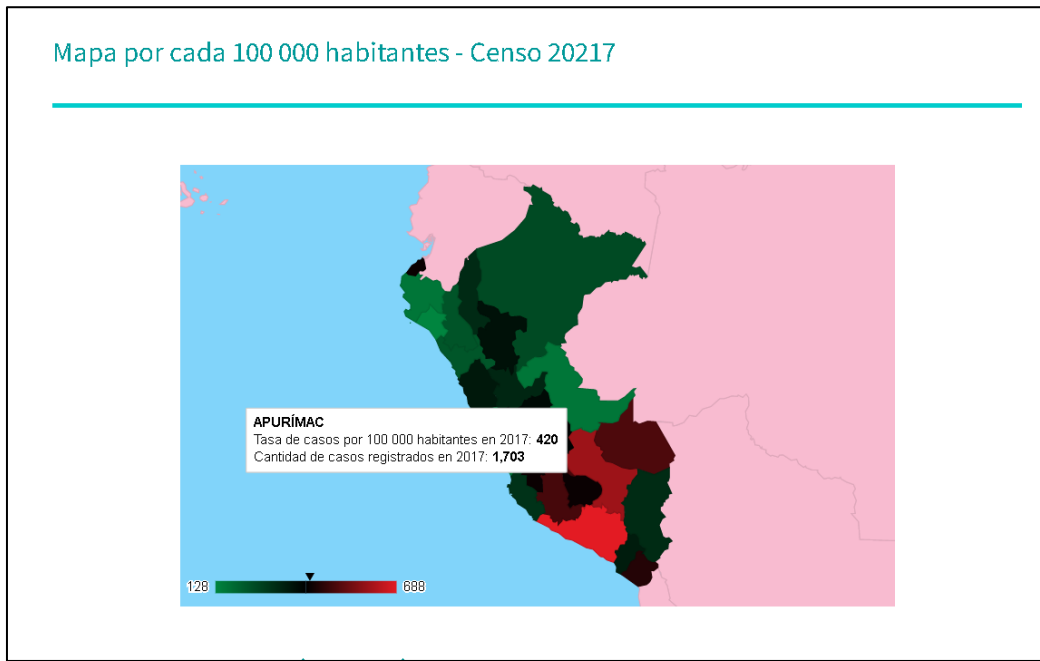 Mapa por cada 100 000 habitantes - Censo 20217
APURÍMAC
Tasa de casos por 100 000 habitantes en 2017: 420
Cantidad de casos registrados en 2017: 1,703
128
688